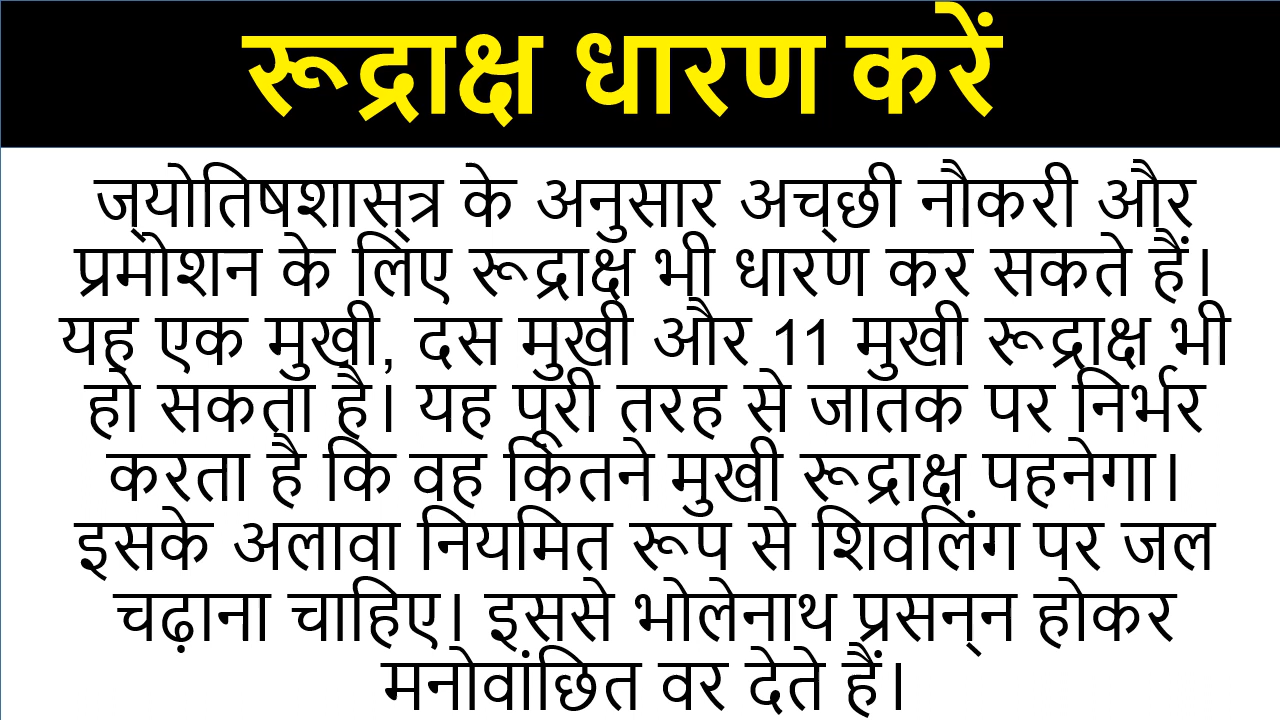 रूद्राक्ष धारण करें
ज्योतिषशास्त्र के अनुसार अच्छी नौकरी और
प्रमोशन के लिए रूद्राक्ष भी धारण कर सकते हैं।
यह एक मुखी, दस मुखी और 11 मुखी रूद्राक्ष भी
हो सकता है। यह पूरी तरह से जातक पर निर्भर
करता है कि वह कितने मुखी रूद्राक्ष पहनेगा।
इसके अलावा नियमित रूप से शिवलिंग पर जल
चढ़ाना चाहिए। इससे भोलेनाथ प्रसन्न होकर
मनोवांछित वर देते हैं।